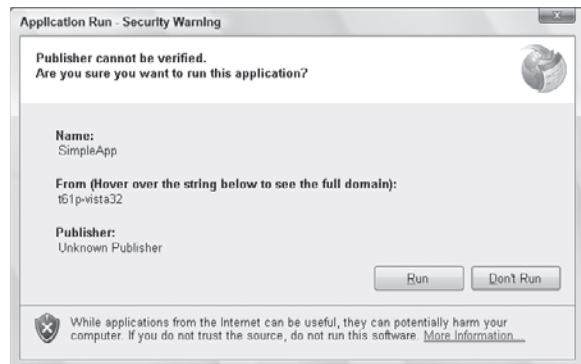 Application Run - Security Warning
Publisher cannot be verified.
Are you sure you want to run this application?
Name:
SimpleApp
From (Hover over the string below to see the full domain):
t61p-vista32
Publisher:
Unknown Publisher
Run
Don't Run
While applications from the Internet can be useful, they can potentially harm your
computer. If you do not trust the source, do not run this software. More Information...